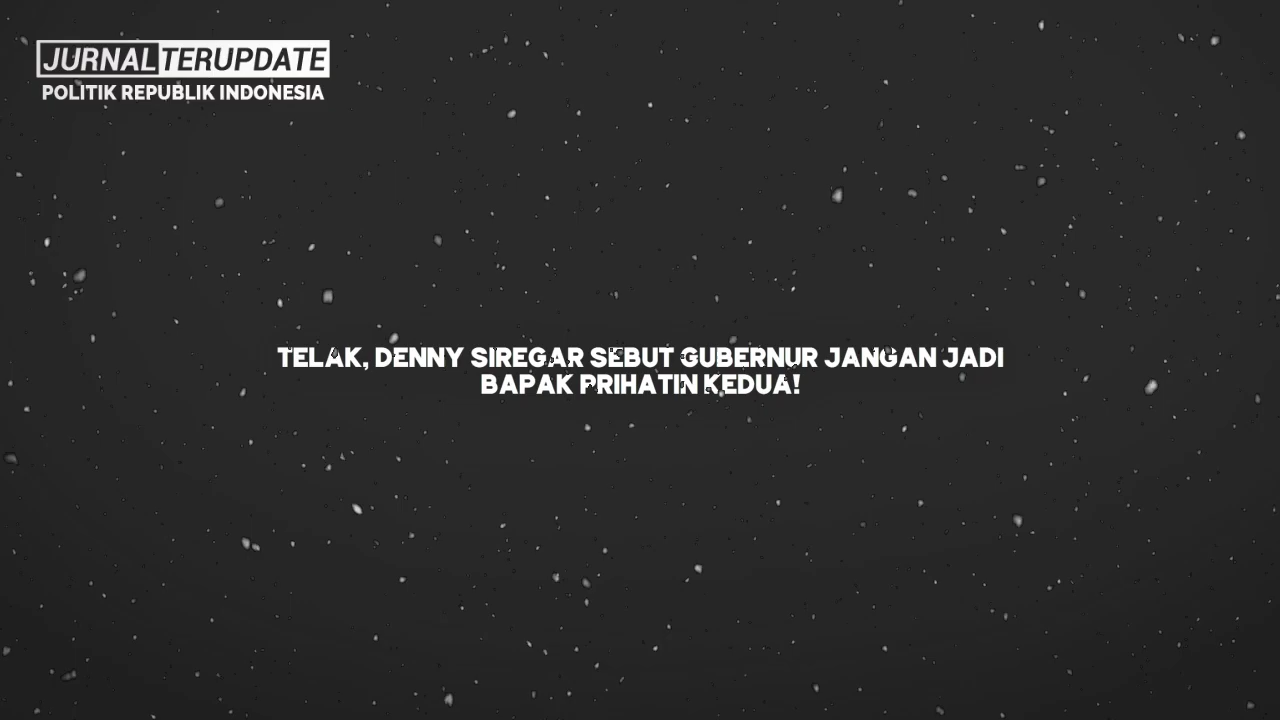 JURNALTERUPDATE
POLITIK REPUBLIK INDONESIA
TELAK, DENNY SIREGAR SEBUT GUBERNUR JANGAN JADI
BAPAK PRIHATIN KEDUA!